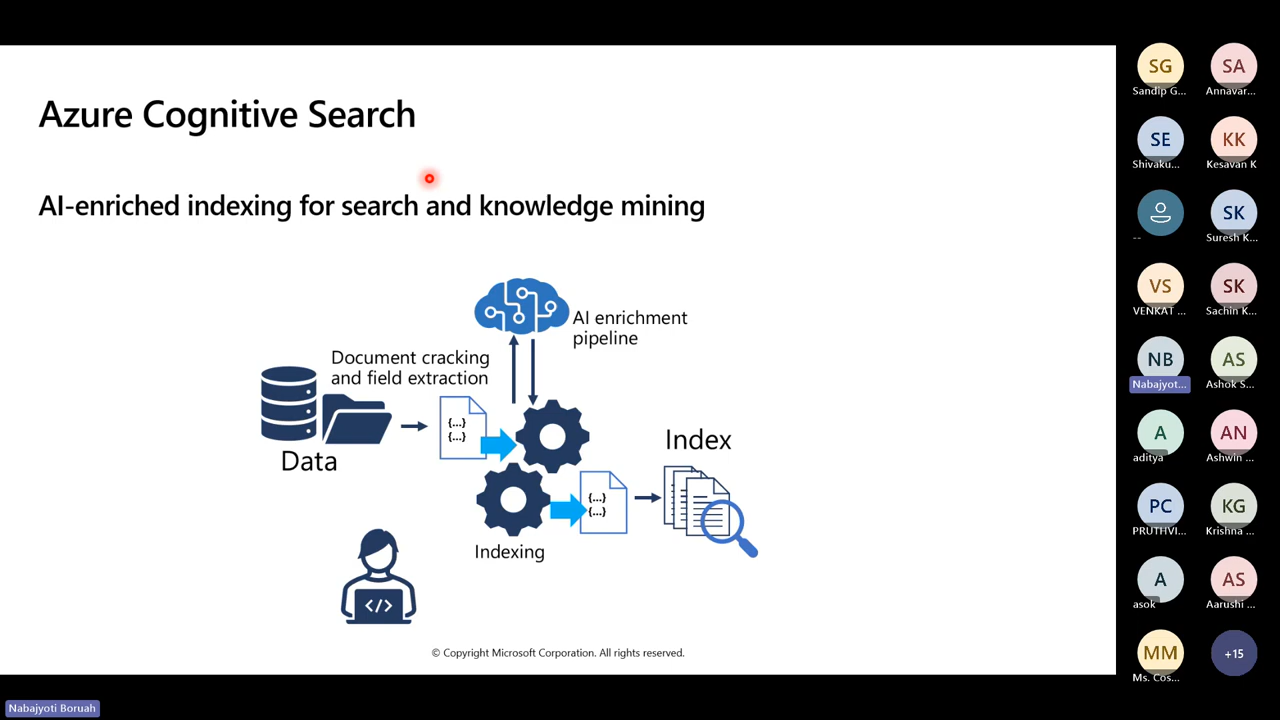 Azure Cognitive Search
AI-enriched indexing for search and knowledge mining
AI enrichment
pipeline
Document cracking
and field extraction
{...}
{...}
Data
Index
{...}
{...}
Indexing
</>
© Copyright Microsoft Corporation. All rights reserved.
SG
Sandip G...
SA
Annavar...
SE
Shivaku...
KK
Kesavan K
--
SK
Suresh K...
VS
VENKAT ...
SK
Sachin K...
NB
Nabajyot...
AS
Ashok S...
A
aditya
AN
Ashwin ...
PC
PRUTHVI...
KG
Krishna ...
A
asok
AS
Aarushi ...
MM
Ms. Cos...
+15
Nabajyoti Boruah